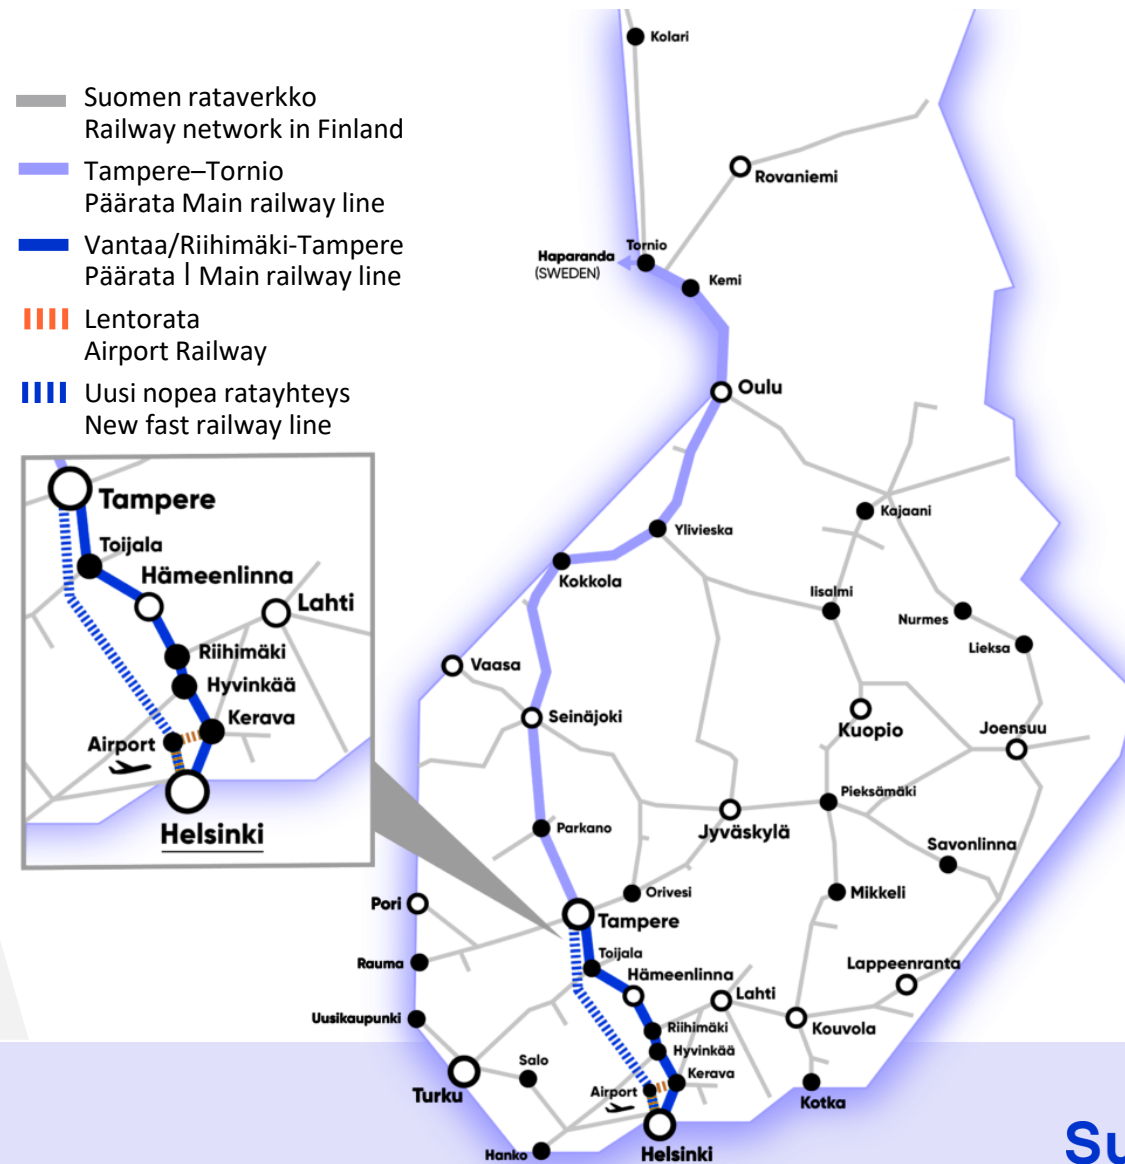 Suomen rataverkko
Railway network in Finland
Tampere–Tornio
Päärata Main railway line
Vantaa/Riihimäki-Tampere
Päärata | Main railway line
Lentorata
Airport Railway
Uusi nopea ratayhteys
New fast railway line
Tampere
Toijala
Hämeenlinna
Lahti
Riihimäki
Hyvinkää
Kerava
Airport
Helsinki
Kolari
Rovaniemi
Tornio
Haparanda
(SWEDEN)
Kemi
Oulu
Kajaani
Ylivieska
Kokkola
Iisalmi
Nurmes
Lieksa
Vaasa
Seinäjoki
Kuopio
Joensuu
Pieksämäki
Parkano
Jyväskylä
Savonlinna
Orivesi
Mikkeli
Pori
Tampere
Rauma
Toijala
Lappeenranta
Hämeenlinna
Lahti
Uusikaupunki
Kouvola
Riihimäki
Hyvinkää
Salo
Kerava
Turku
Airport
Kotka
Hanko
Helsinki
Su